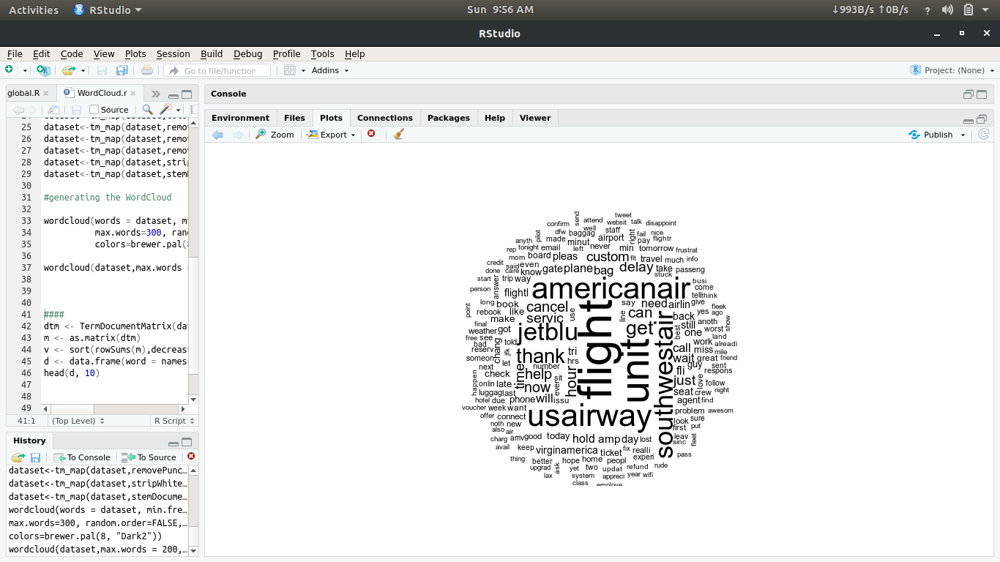 Activities RStudio Sun 9:56 AM ↓993B/s ↑0B/s ?
RStudio
File Edit Code View Plots Session Build Debug Profile Tools Help
Go to file/function Addins Project: (None)
global.R WordCloud.r
Source
25 dataset<-tm_map(dataset,remov
26 dataset<-tm_map(dataset,remov
27 dataset<-tm_map(dataset,remov
28 dataset<-tm_map(dataset,stri
29 dataset<-tm_map(dataset,stem
30
31 #generating the WordCloud
32
33 wordcloud(words = dataset, m
34 max.words=300, ran
35 colors=brewer.pal(
36
37 wordcloud(dataset,max.words =
38
39
40
41 ####
42 dtm <- TermDocumentMatrix(da
43 m <- as.matrix(dtm)
44 v <- sort(rowSums(m),decreas
45 d <- data.frame(word = names
46 head(d, 10)
47
48
49
41:1 (Top Level) R Script
History
To Console To Source
dataset<-tm_map(dataset,removePunc…
dataset<-tm_map(dataset,stripWhite…
dataset<-tm_map(dataset,stemDocume…
wordcloud(words = dataset, min.fre…
max.words=300, random.order=FALSE,…
colors=brewer.pal(8, "Dark2"))
wordcloud(dataset,max.words = 200,…
Console
Environment Files Plots Connections Packages Help Viewer
Zoom Export Publish
tweet
send attend websit talk disappoint
confirm well
dfw baggag staff right fail nice
pilot made minut airport pay flightr
anyth tonight email left never min tomorrow frustrat
rep mom board pleas custom flt travel much info
credit said even delay
done care know gate plane bag take passeng
start trip way stuck busi
person answer flightl americanair come
tell think
long book cancel say need airlin give
point rebook like use line can yes fleek
make servic flight back ago
final jetblu get southwestair best still anoth show
weather got one worst
free see told unit land
bad chang work alreadi
reserv jfk thank tri call miss mile
someon let wait great friend
next number hrs guy sent
check time help hour fli respons
happen onlin late now sit just love follow
luggag last ever seat crew night
hotel due phone will issu agent find
voucher week want problem awesom
offer connect usairway look sure
noth new first put
also air leav
charg arriv good today hold amp day lost sinc fleet
avail keep virginamerica ticket fix realli pass
thing better hope home peopl experi
upgrad ask yet two updat refund rude
lax system appreci year wifi
class employe